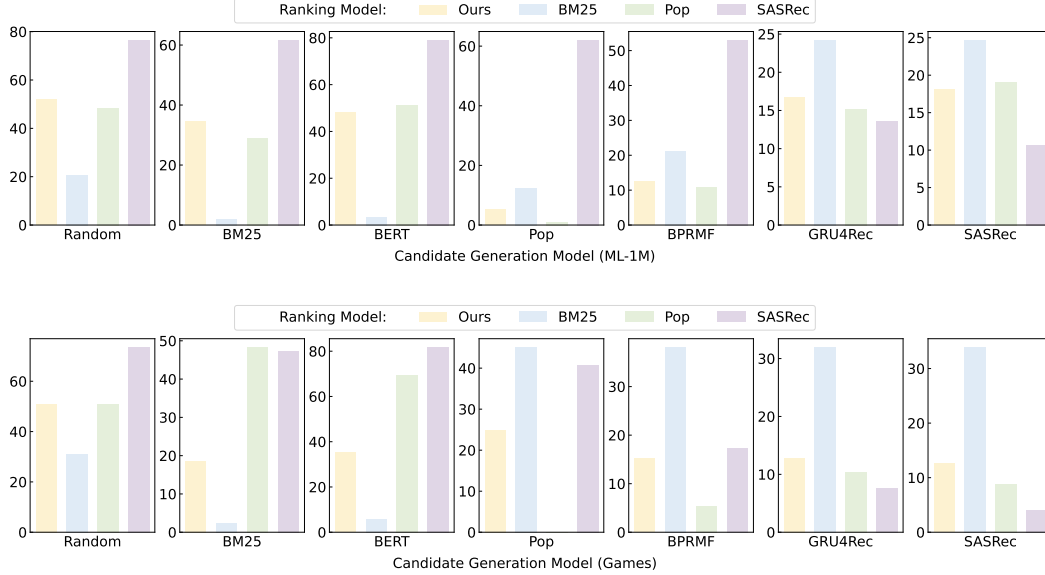 Ranking Model: Ours BM25 Pop SASRec
80 60 40 20 0 Random
60 40 20 0 BM25
80 60 40 20 0 BERT
60 40 20 0 Pop
50 40 30 20 10 0 BPRMF
25 20 15 10 5 0 GRU4Rec
25 20 15 10 5 0 SASRec
Candidate Generation Model (ML-1M)
Ranking Model: Ours BM25 Pop SASRec
60 40 20 0 Random
50 40 30 20 10 0 BM25
80 60 40 20 0 BERT
40 30 20 10 0 Pop
30 20 10 0 BPRMF
30 20 10 0 GRU4Rec
30 20 10 0 SASRec
Candidate Generation Model (Games)